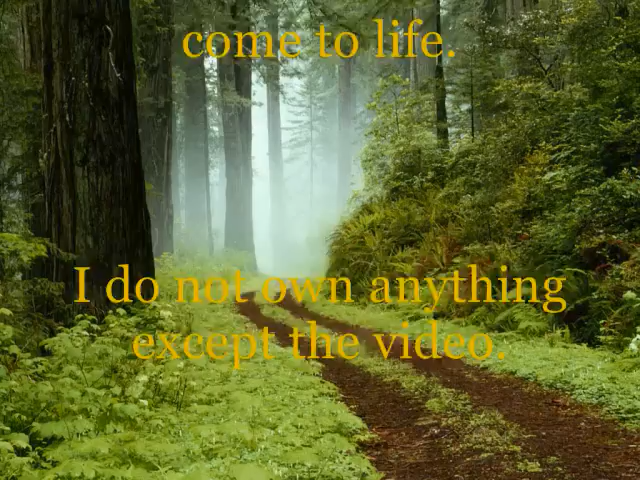 come to life.
I do not own anything
except the video.